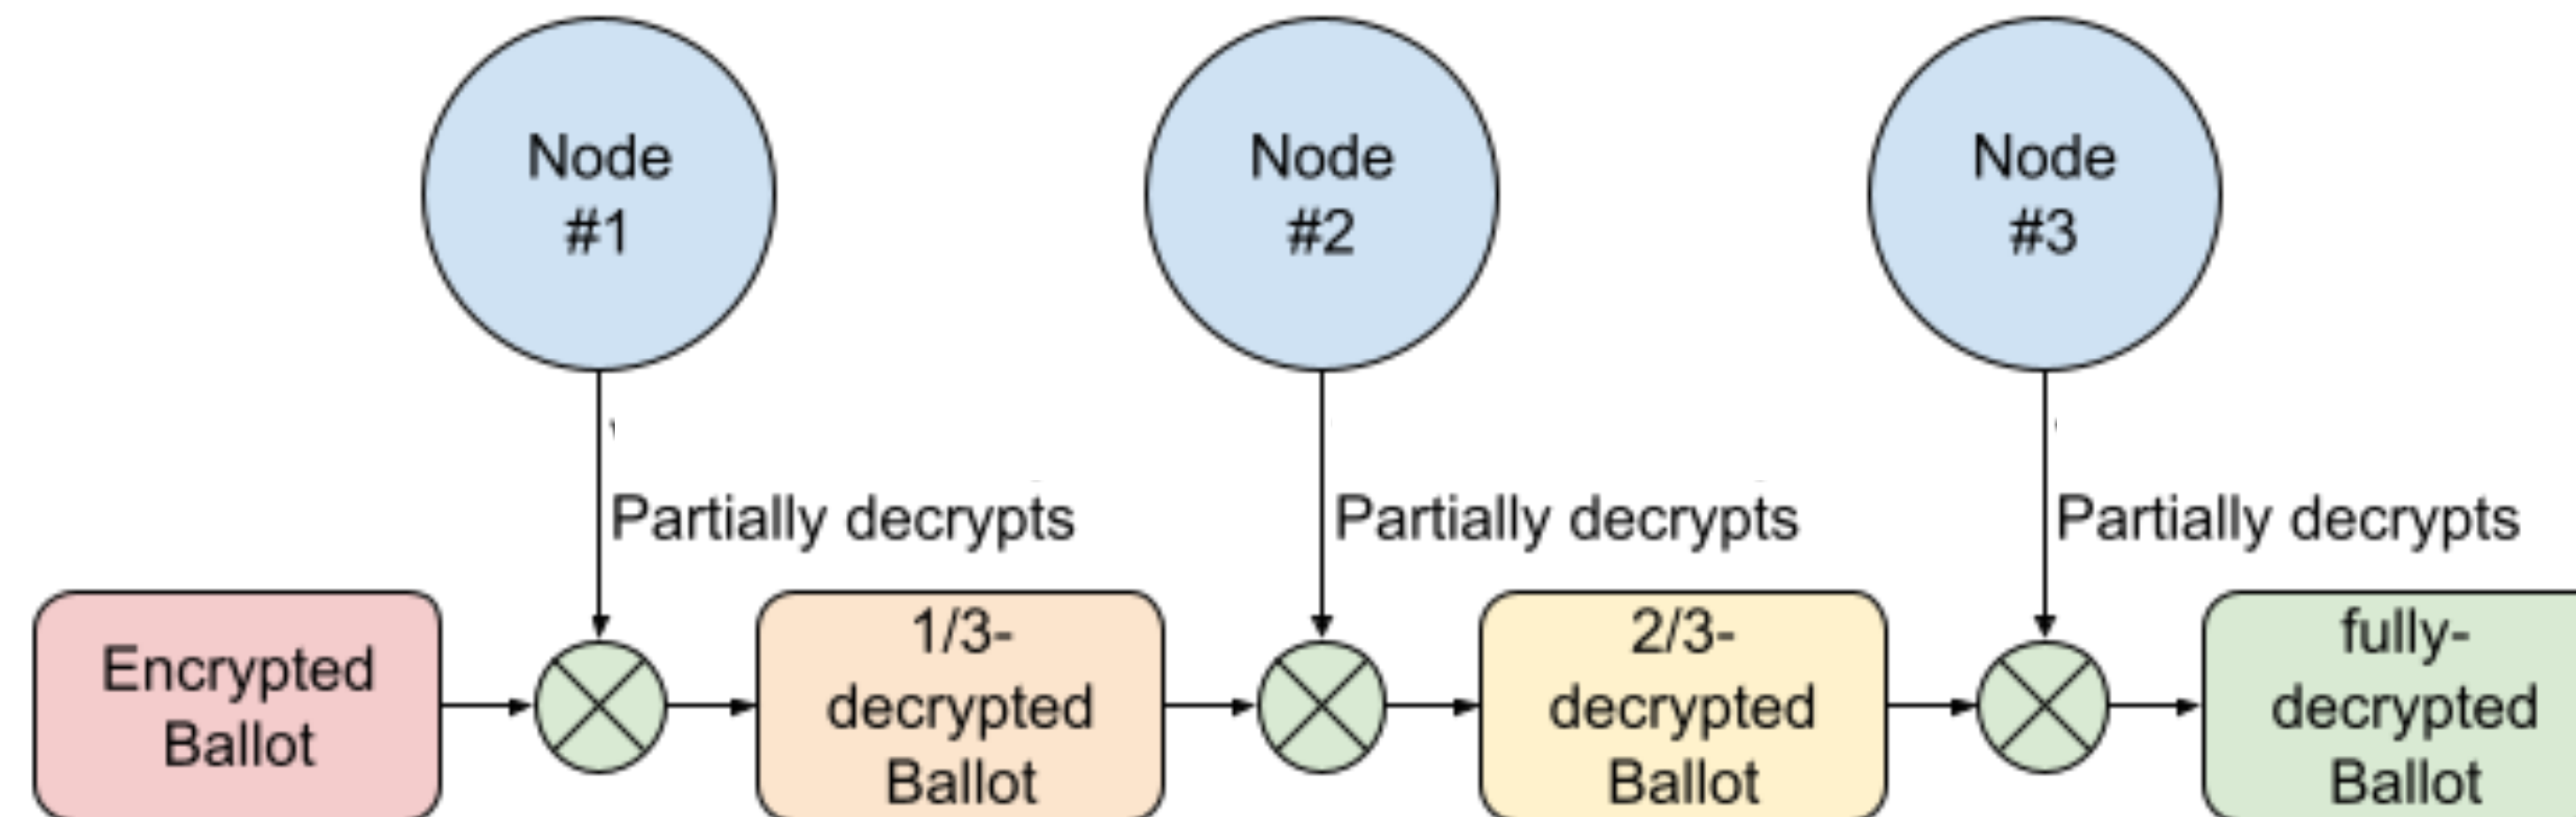 Node
#1
Node
#2
Node
#3
Partially decrypts
Partially decrypts
Partially decrypts
Encrypted
Ballot
1/3-
decrypted
Ballot
2/3-
decrypted
Ballot
fully-
decrypted
Ballot